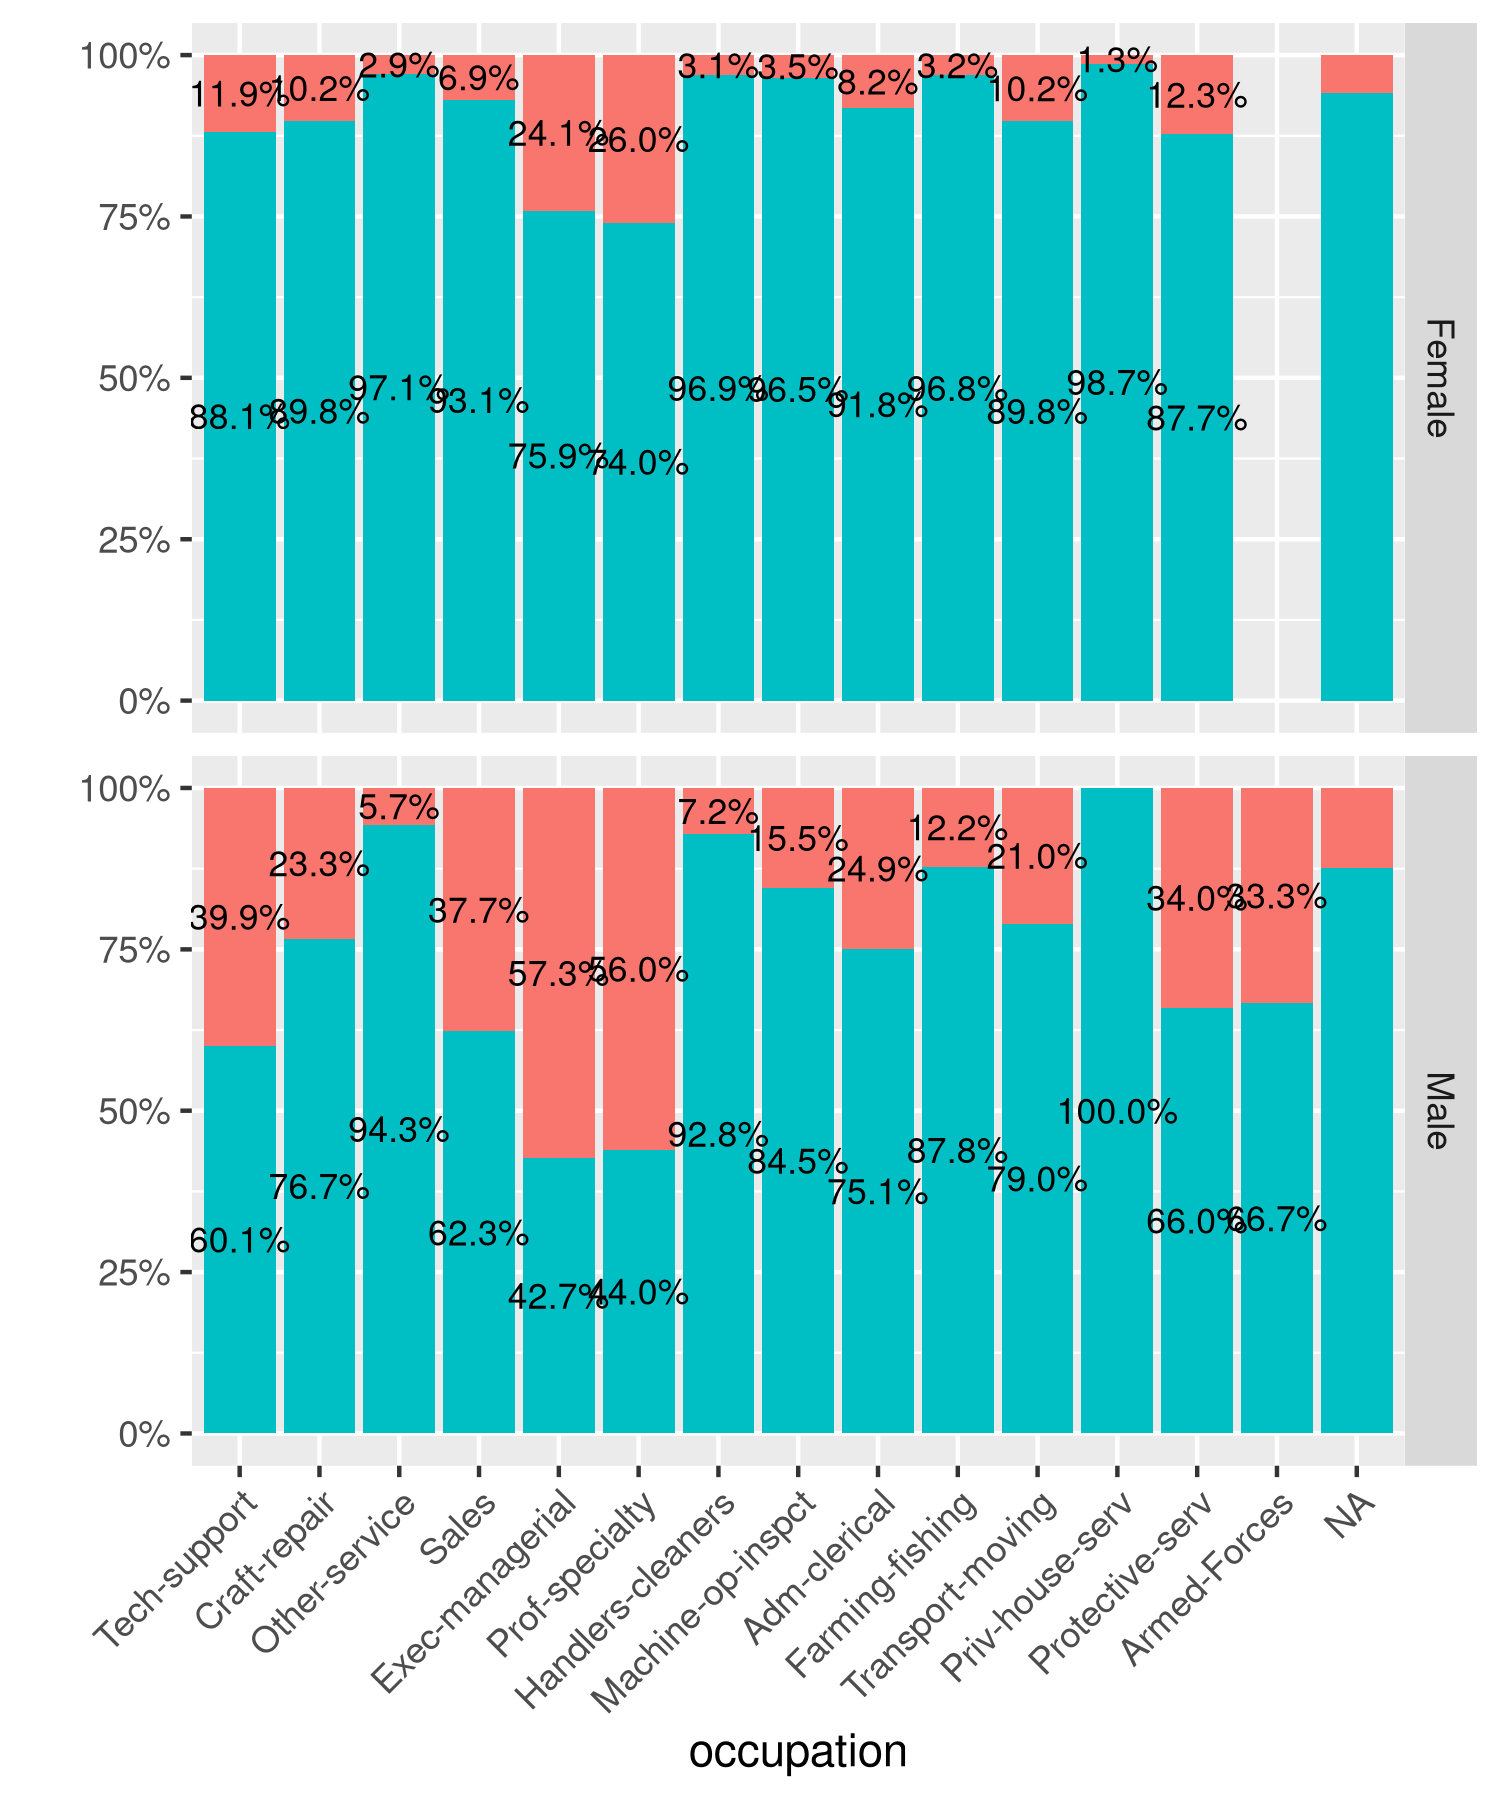 100%
75%
50%
25%
0%
11.9% 10.2% 2.9% 6.9% 24.1% 26.0% 3.1% 3.5% 8.2% 3.2% 10.2% 1.3% 12.3%
88.1% 89.8% 97.1% 93.1% 75.9% 74.0% 96.9% 96.5% 91.8% 96.8% 89.8% 98.7% 87.7%
Female
100%
75%
50%
25%
0%
39.9% 23.3% 5.7% 37.7% 57.3% 56.0% 7.2% 15.5% 24.9% 12.2% 21.0% 34.0% 33.3%
60.1% 76.7% 94.3% 62.3% 42.7% 44.0% 92.8% 84.5% 75.1% 87.8% 79.0% 100.0% 66.0% 66.7%
Male
Tech-support
Craft-repair
Other-service
Sales
Exec-managerial
Prof-specialty
Handlers-cleaners
Machine-op-inspct
Adm-clerical
Farming-fishing
Transport-moving
Priv-house-serv
Protective-serv
Armed-Forces
NA
occupation